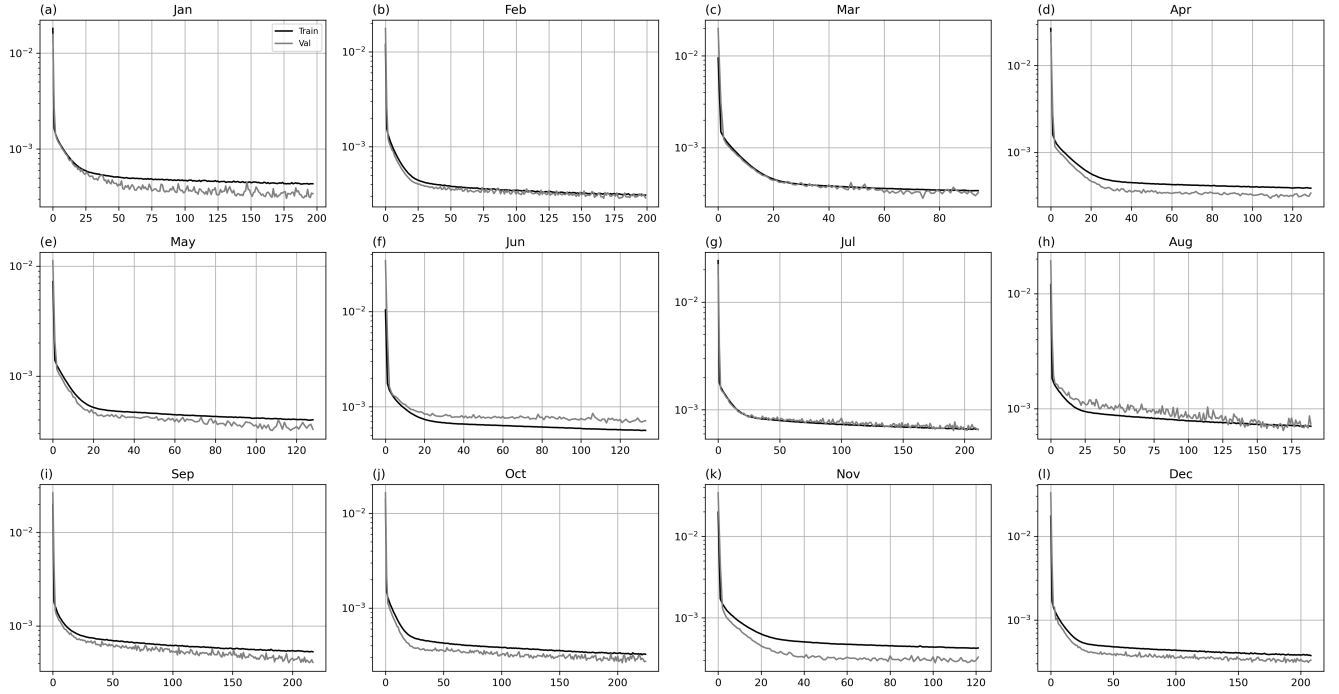 (a) Jan
Train
Val
10⁻²
10⁻³
0 25 50 75 100 125 150 175 200
(b) Feb
10⁻²
10⁻³
0 25 50 75 100 125 150 175 200
(c) Mar
10⁻²
10⁻³
0 20 40 60 80
(d) Apr
10⁻²
10⁻³
0 20 40 60 80 100 120
(e) May
10⁻²
10⁻³
0 20 40 60 80 100 120
(f) Jun
10⁻²
10⁻³
0 20 40 60 80 100 120
(g) Jul
10⁻²
10⁻³
0 50 100 150 200
(h) Aug
10⁻²
10⁻³
0 25 50 75 100 125 150 175
(i) Sep
10⁻²
10⁻³
0 50 100 150 200
(j) Oct
10⁻²
10⁻³
0 50 100 150 200
(k) Nov
10⁻²
10⁻³
0 20 40 60 80 100 120
(l) Dec
10⁻²
10⁻³
0 50 100 150 200